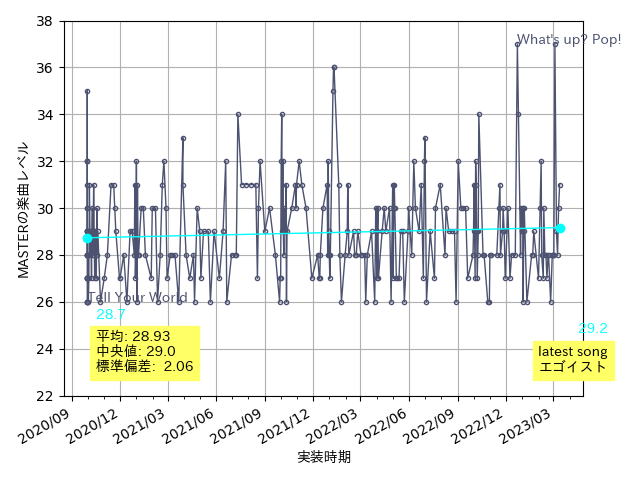 38
What's up? Pop!
36
34
32
30
28
26
24
22
MASTERの楽曲レベル
Tell Your World
28.7
平均: 28.93
中央値: 29.0
標準偏差: 2.06
29.2
latest song
エゴイスト
2020/09
2020/12
2021/03
2021/06
2021/09
2021/12
2022/03
2022/06
2022/09
2022/12
2023/03
実装時期